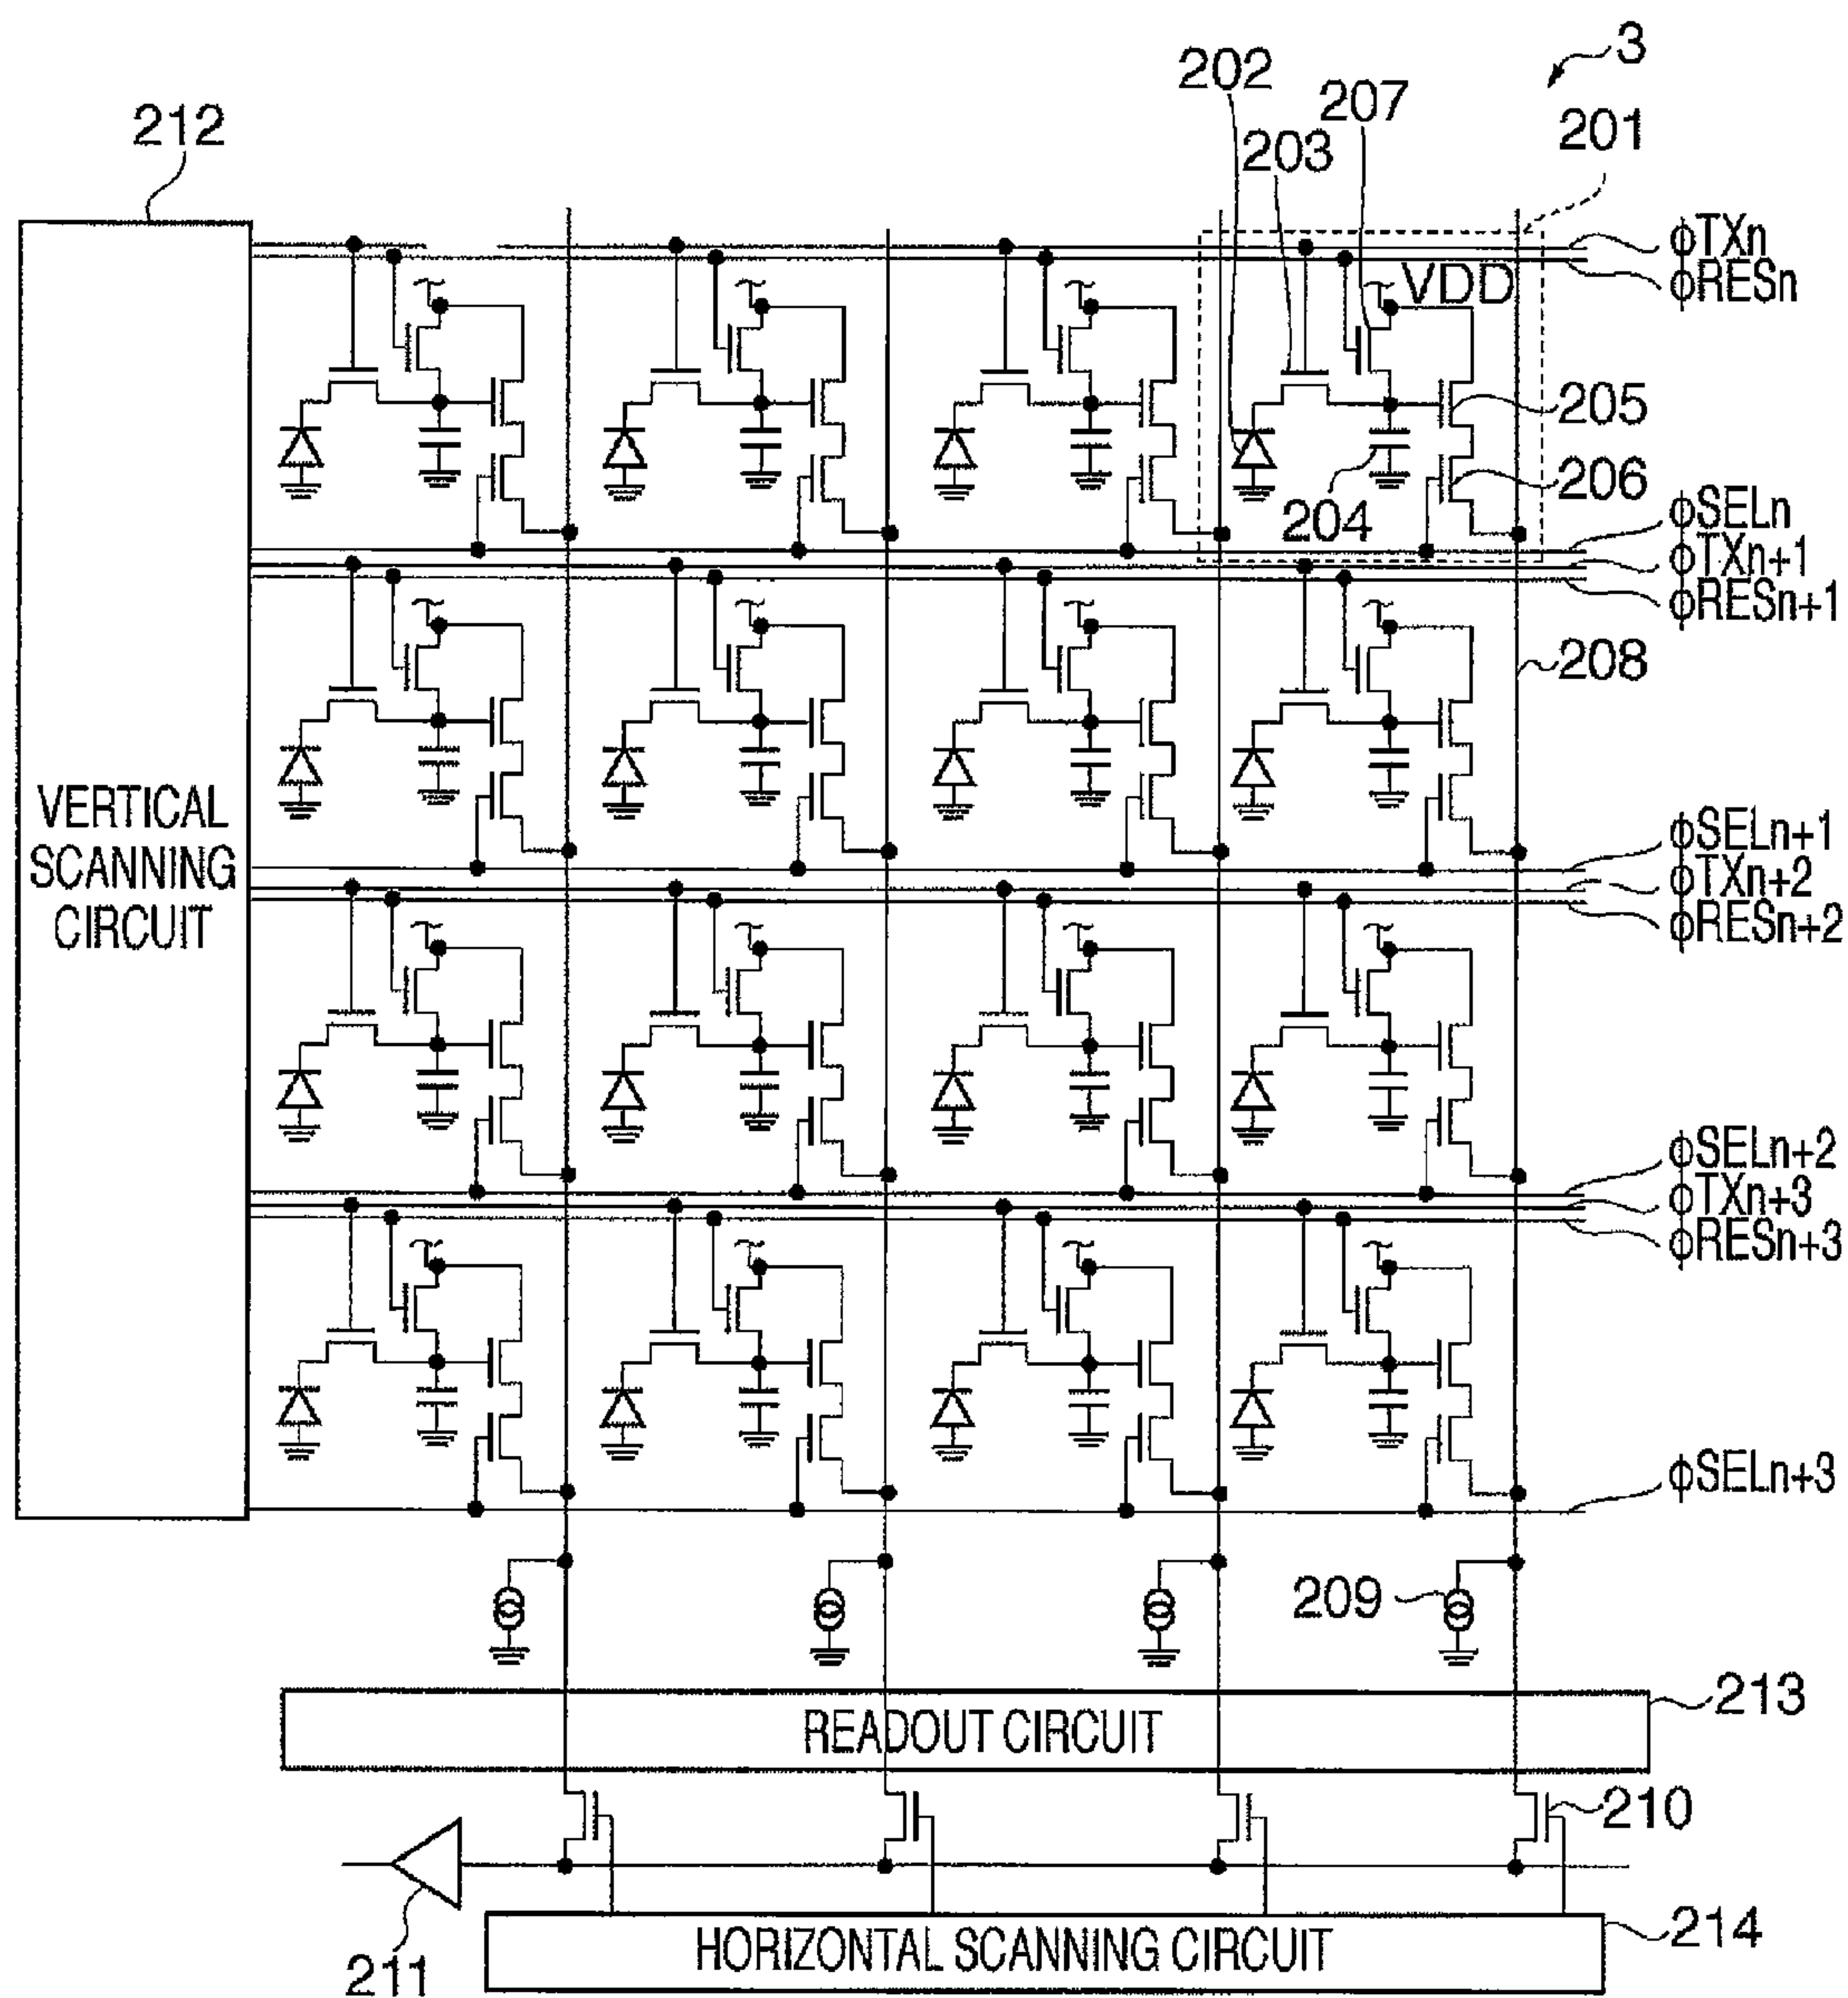 3
202
207
212
203
201
ϕTXn
VDD
ϕRESn
205
206
204
ϕSELn
ϕTXn+1
ϕRESn+1
208
VERTICAL
SCANNING
CIRCUIT
ϕSELn+1
ϕTXn+2
ϕRESn+2
ϕSELn+2
ϕTXn+3
ϕRESn+3
ϕSELn+3
209
213
READOUT CIRCUIT
210
211
HORIZONTAL SCANNING CIRCUIT
214